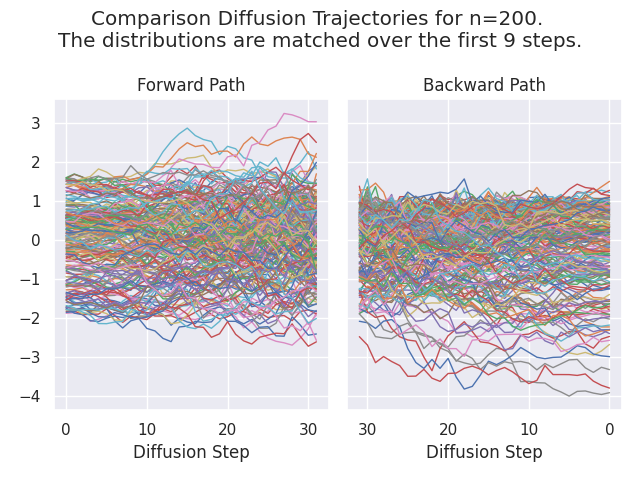 Comparison Diffusion Trajectories for n=200.
The distributions are matched over the first 9 steps.
Forward Path
Backward Path
3
2
1
0
−1
−2
−3
−4
0 10 20 30
30 20 10 0
Diffusion Step
Diffusion Step